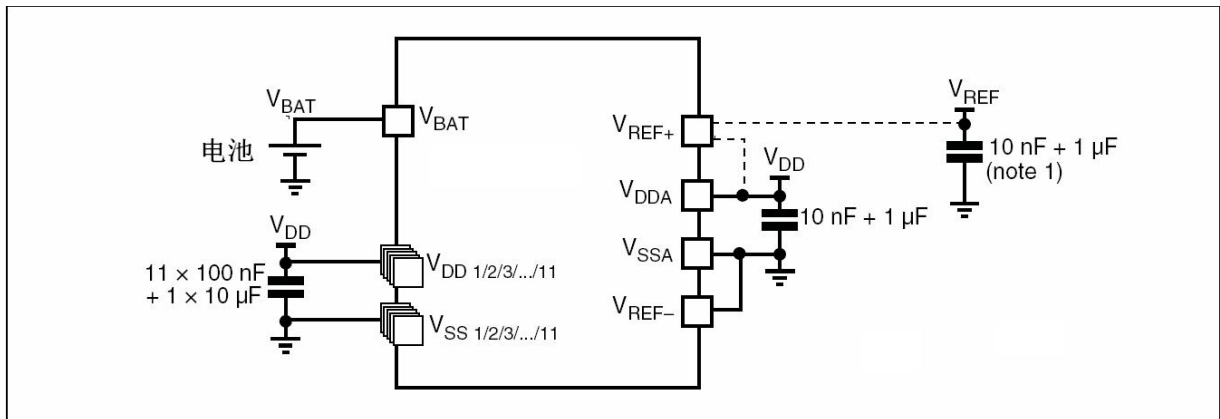 V_BAT
电池
V_BAT
V_DD
11 × 100 nF
+ 1 × 10 µF
V_DD 1/2/3/.../11
V_SS 1/2/3/.../11
V_REF+
V_DDA
V_SSA
V_REF–
V_DD
10 nF + 1 µF
V_REF
10 nF + 1 µF
(note 1)